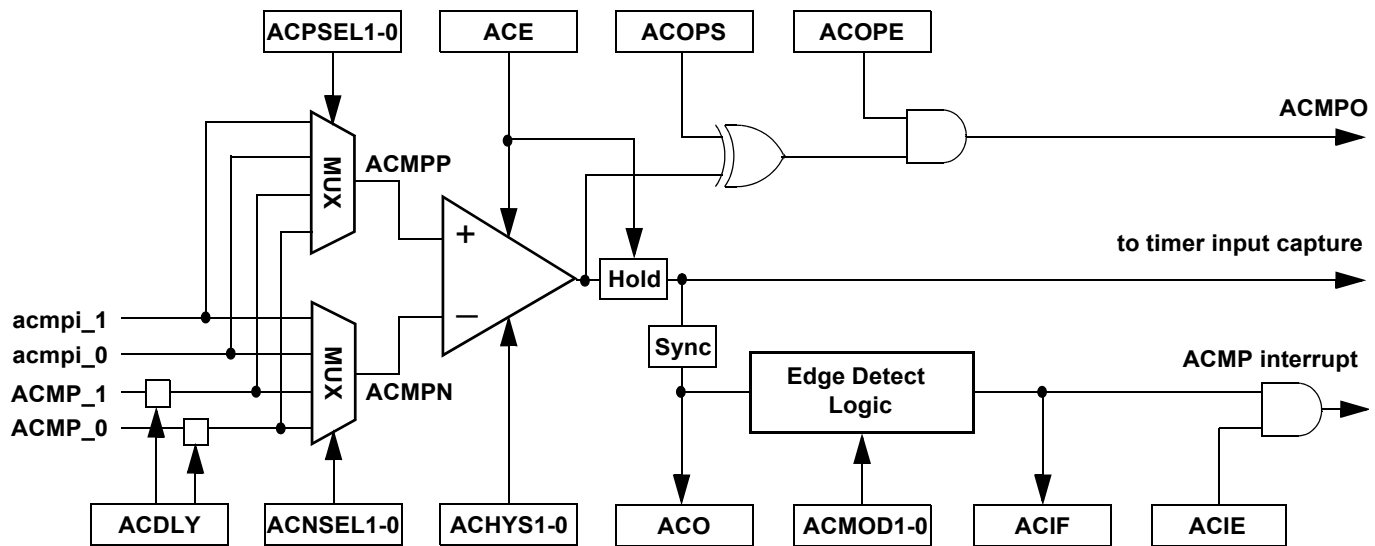 ACPSEL1-0
ACE
ACOPS
ACOPE
ACMPO
MUX
ACMPP
+
to timer input capture
Hold
acmpi_1
acmpi_0
ACMP_1
ACMP_0
MUX
−
ACMPN
Sync
Edge Detect
Logic
ACMP interrupt
ACDLY
ACNSEL1-0
ACHYS1-0
ACO
ACMOD1-0
ACIF
ACIE